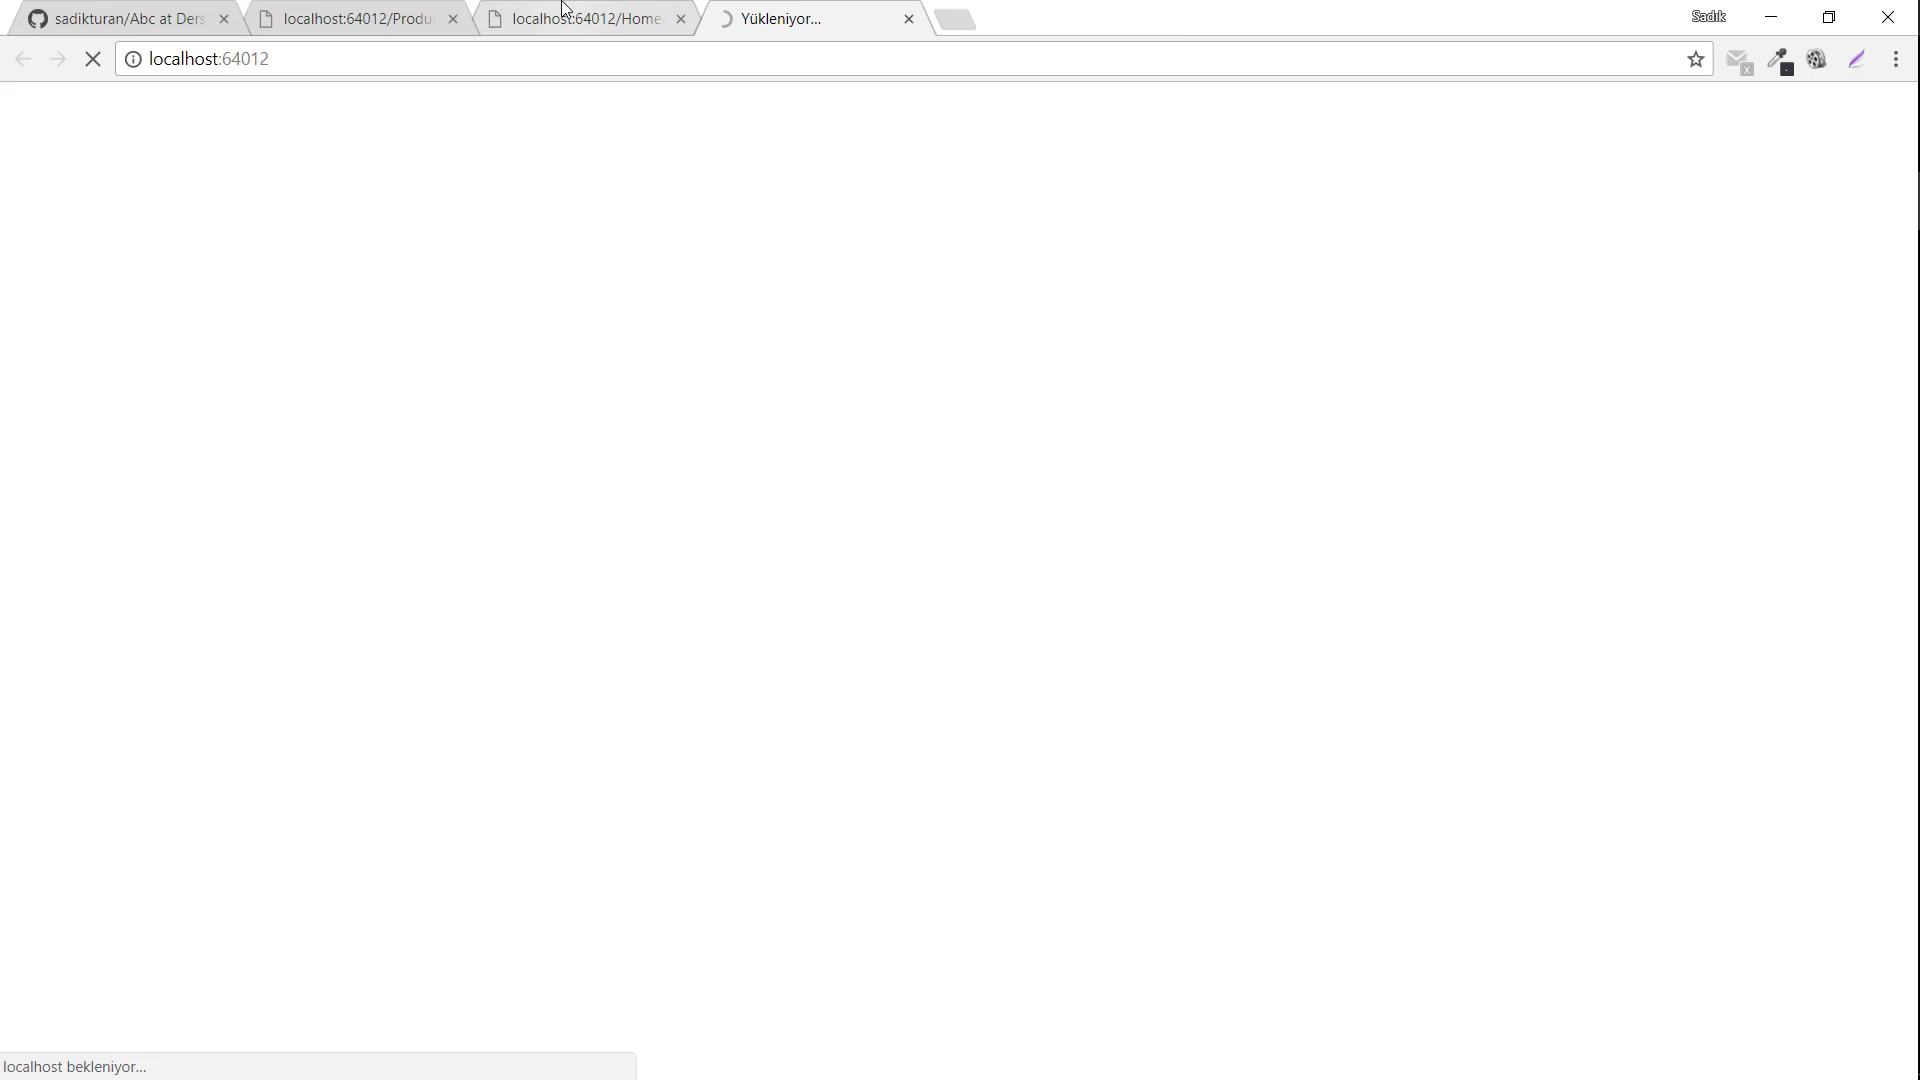 sadikturan/Abc at Ders
localhost:64012/Produ
localhost:64012/Home
Yükleniyor...
Sadık
localhost:64012
localhost bekleniyor...